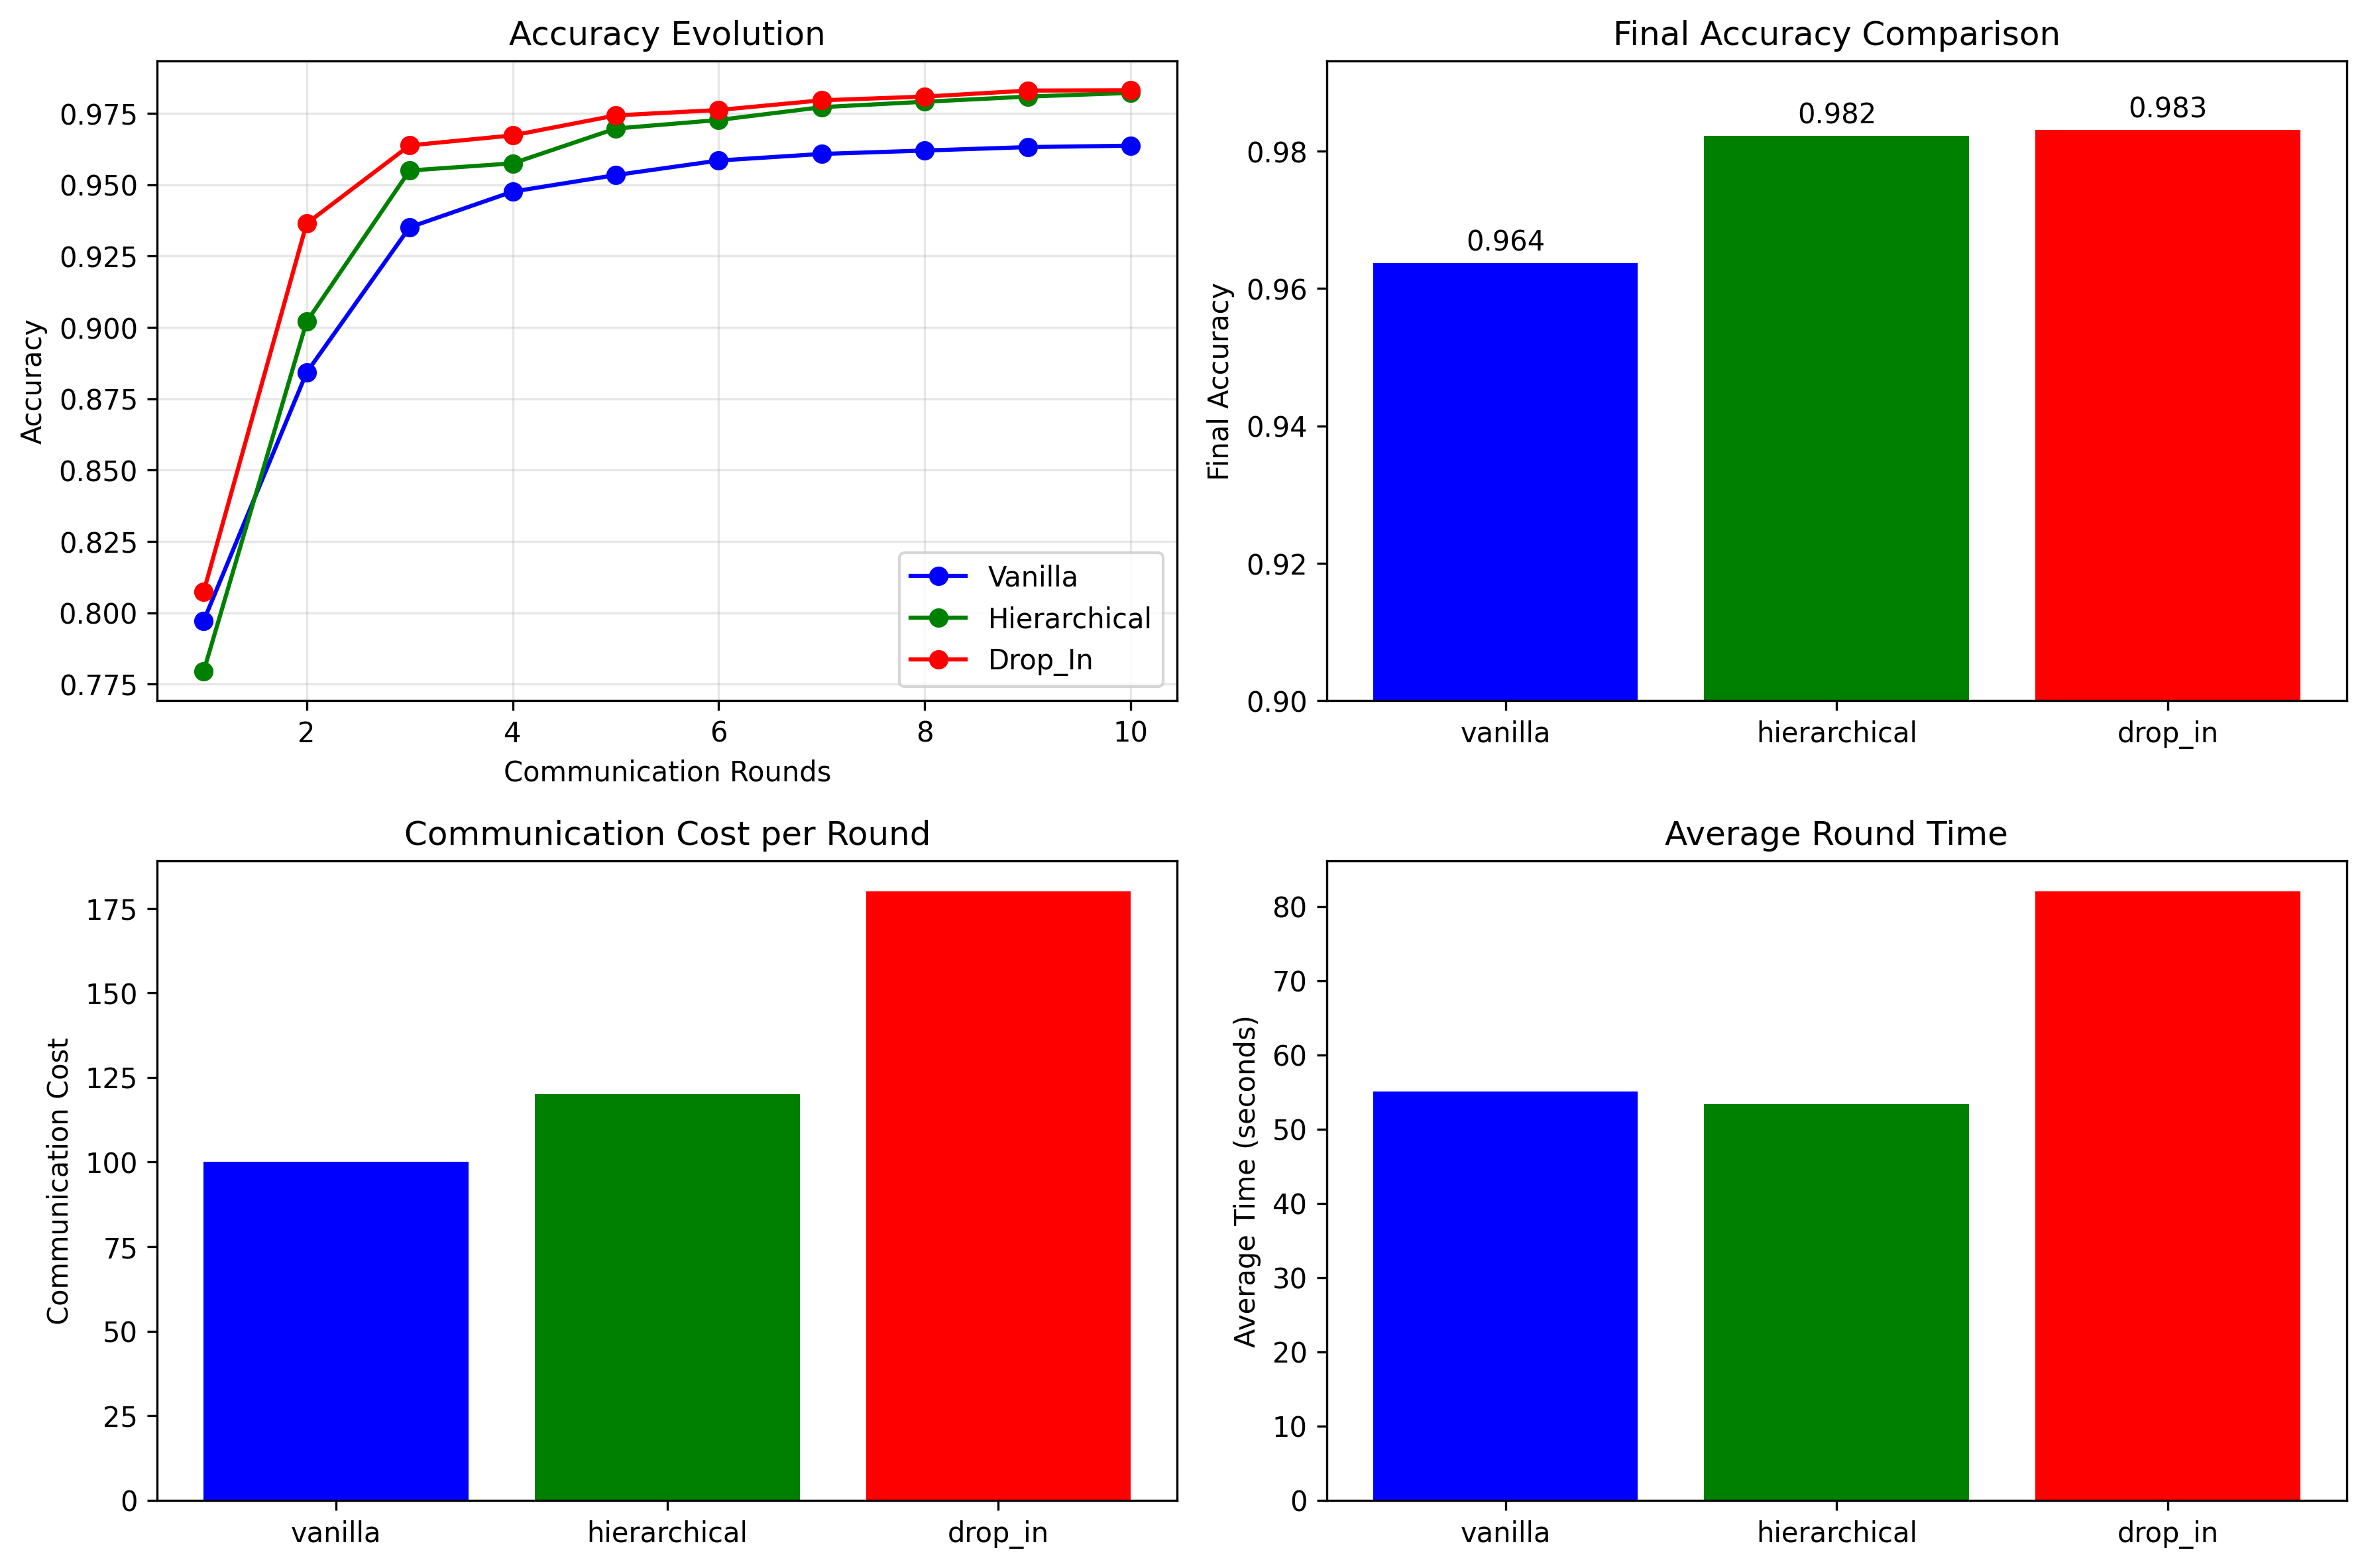 Accuracy Evolution
Accuracy
0.975
0.950
0.925
0.900
0.875
0.850
0.825
0.800
0.775
2 4 6 8 10
Communication Rounds
Vanilla
Hierarchical
Drop_In
Final Accuracy Comparison
Final Accuracy
0.98
0.96
0.94
0.92
0.90
0.964
0.982
0.983
vanilla hierarchical drop_in
Communication Cost per Round
Communication Cost
175
150
125
100
75
50
25
0
vanilla hierarchical drop_in
Average Round Time
Average Time (seconds)
80
70
60
50
40
30
20
10
0
vanilla hierarchical drop_in